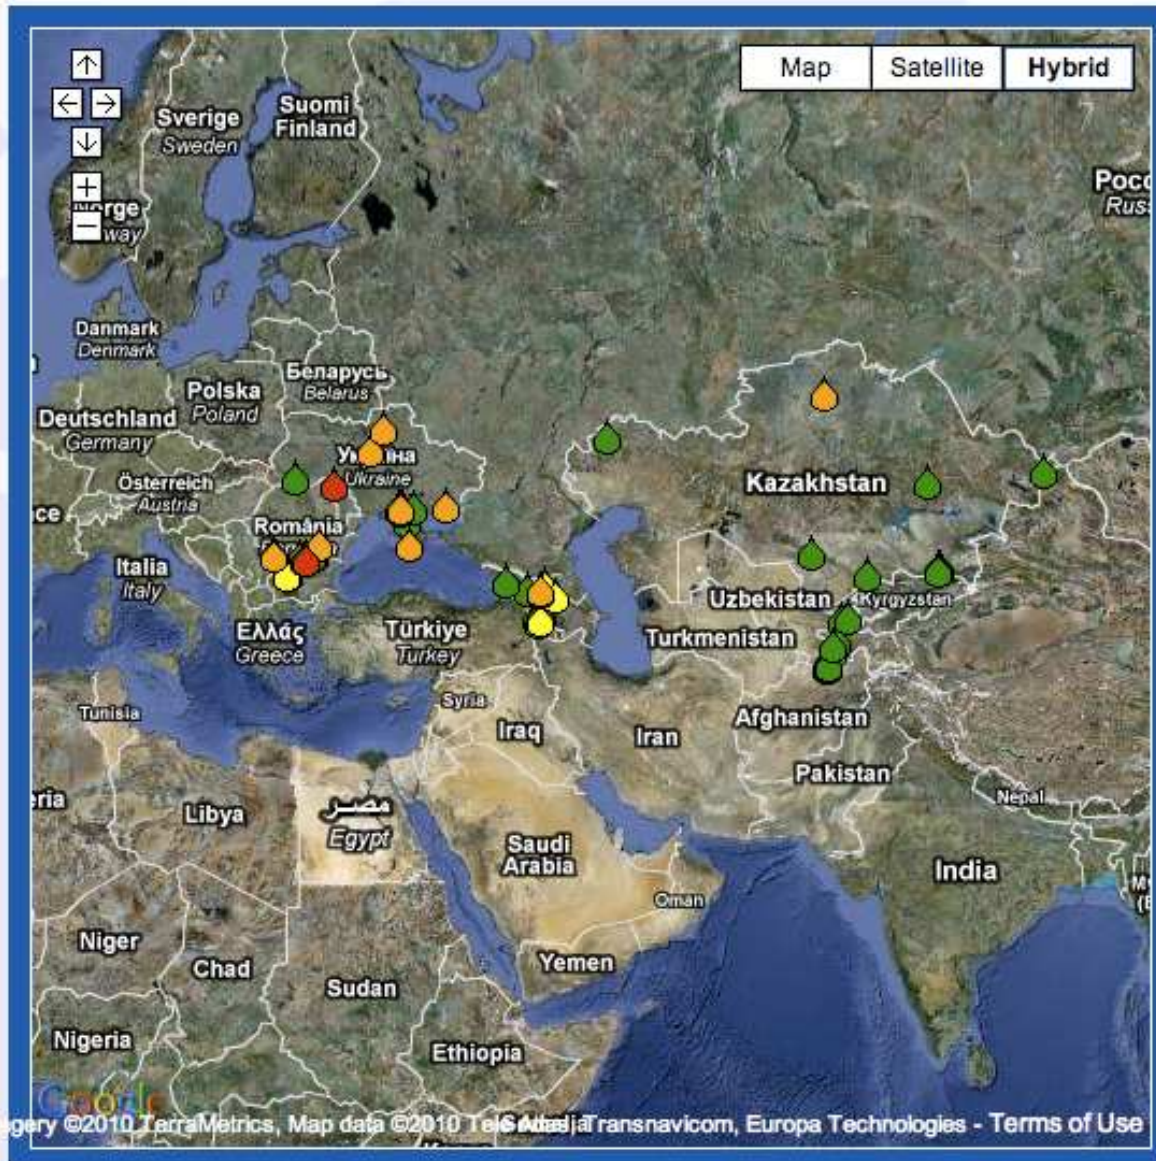 Map Satellite Hybrid
Suomi
Finland
Sverige
Sweden
Danmark
Denmark
Беларусь
Belarus
Polska
Poland
Deutschland
Germany
Ukraine
Kazakhstan
Österreich
Austria
România
Italia
Italy
Uzbekistan
Kyrgyzstan
Ελλάς
Greece
Türkiye
Turkey
Turkmenistan
Syria
Tunisia
Iraq
Iran
Afghanistan
Pakistan
Nepal
Libya
مصر
Egypt
Saudi
Arabia
India
Oman
Niger
Chad
Sudan
Yemen
Nigeria
Ethiopia
Google
©2010 TerraMetrics, Map data ©2010 Tele Atlas, Transnavicom, Europa Technologies - Terms of Use